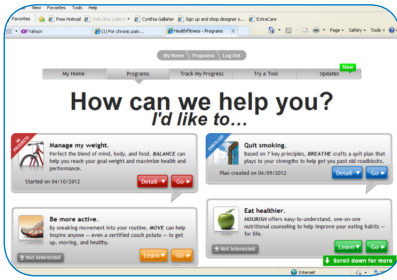 View Favorites Tools Help
Favorites Free Hotmail Web Slice Gallery Cynthia Gallaher Sign up and shop designer s... ExtraCare
Yahoo! (1) For chronic pain... HealthFitness - Programs Page Safety Tools
My Home Programs Log Out
New
My Home Programs Track My Progress Try a Tool Updates
How can we help you?
I'd like to...
IN PROGRESS
Manage my weight.
Perfect the blend of mind, body, and food. BALANCE can
help you reach your goal weight and maximize health and
performance.
Started on 04/10/2012
Detail Go
Quit smoking.
Based on 7 key principles, BREATHE crafts a quit plan that
plays to your strengths to help get you past old roadblocks.
Plan created on 04/09/2012
Detail Go
Be more active.
By sneaking movement into your routine, MOVE can help
inspire anyone — even a certified couch potato — to get
up, moving, and healthy.
Not Interested
Learn Go
Eat healthier.
NOURISH offers easy-to-understand, one-on-one
nutritional counseling to help improve your eating habits —
for life.
Not Interested
Learn Go
Scroll down for more
Internet